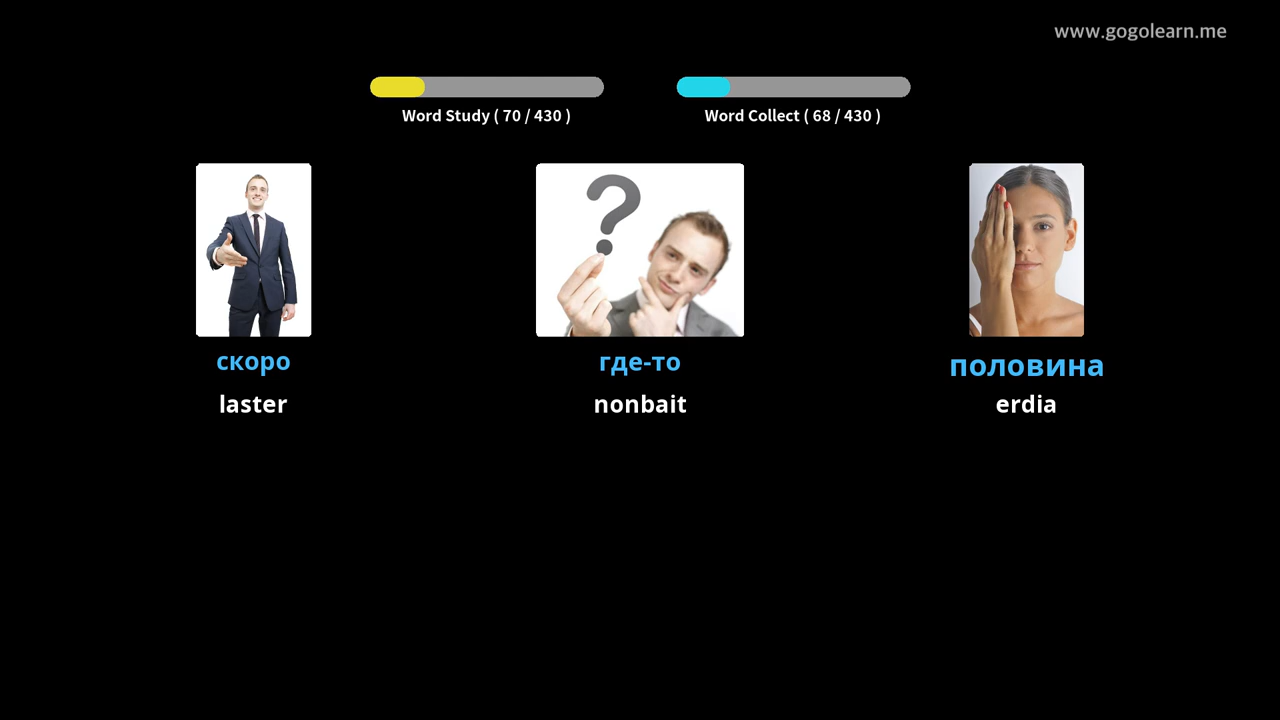 www.gogolearn.me
Word Study ( 70 / 430 )
Word Collect ( 68 / 430 )
скоро
где-то
половина
laster
nonbait
erdia